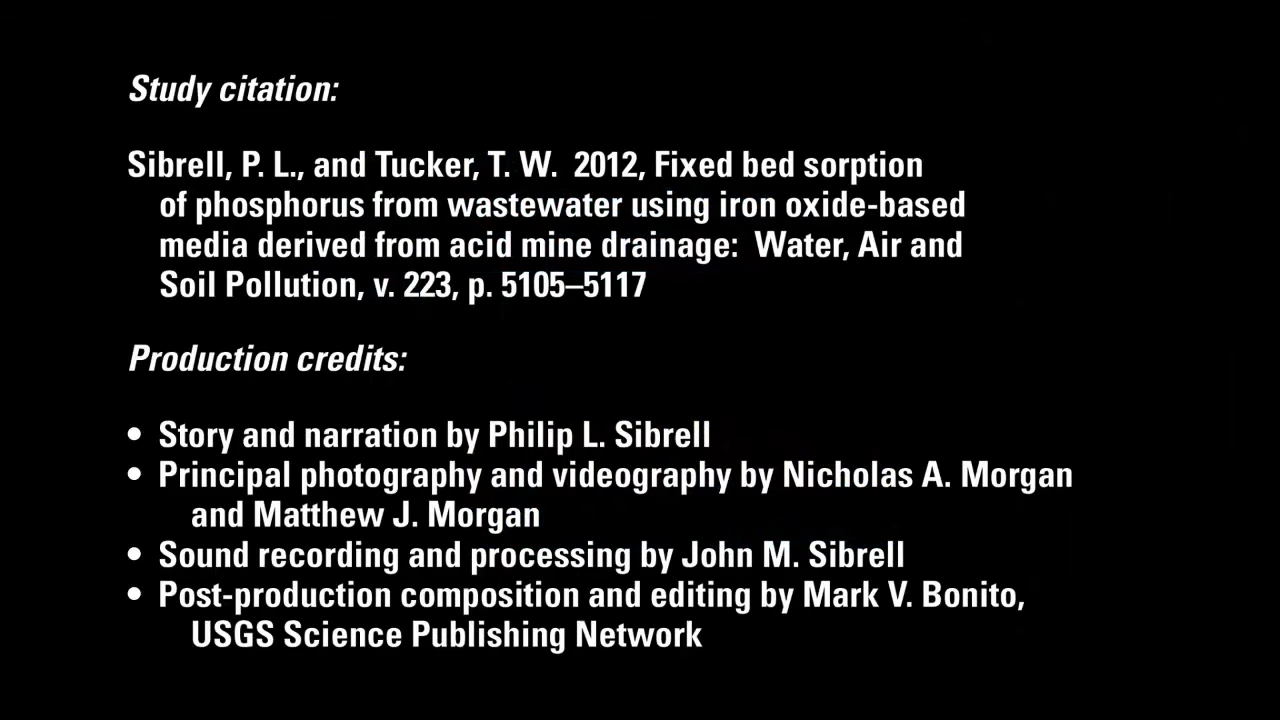 Study citation:
Sibrell, P. L., and Tucker, T. W.  2012, Fixed bed sorption
of phosphorus from wastewater using iron oxide-based
media derived from acid mine drainage:  Water, Air and
Soil Pollution, v. 223, p. 5105–5117
Production credits:
• Story and narration by Philip L. Sibrell
• Principal photography and videography by Nicholas A. Morgan
and Matthew J. Morgan
• Sound recording and processing by John M. Sibrell
• Post-production composition and editing by Mark V. Bonito,
USGS Science Publishing Network